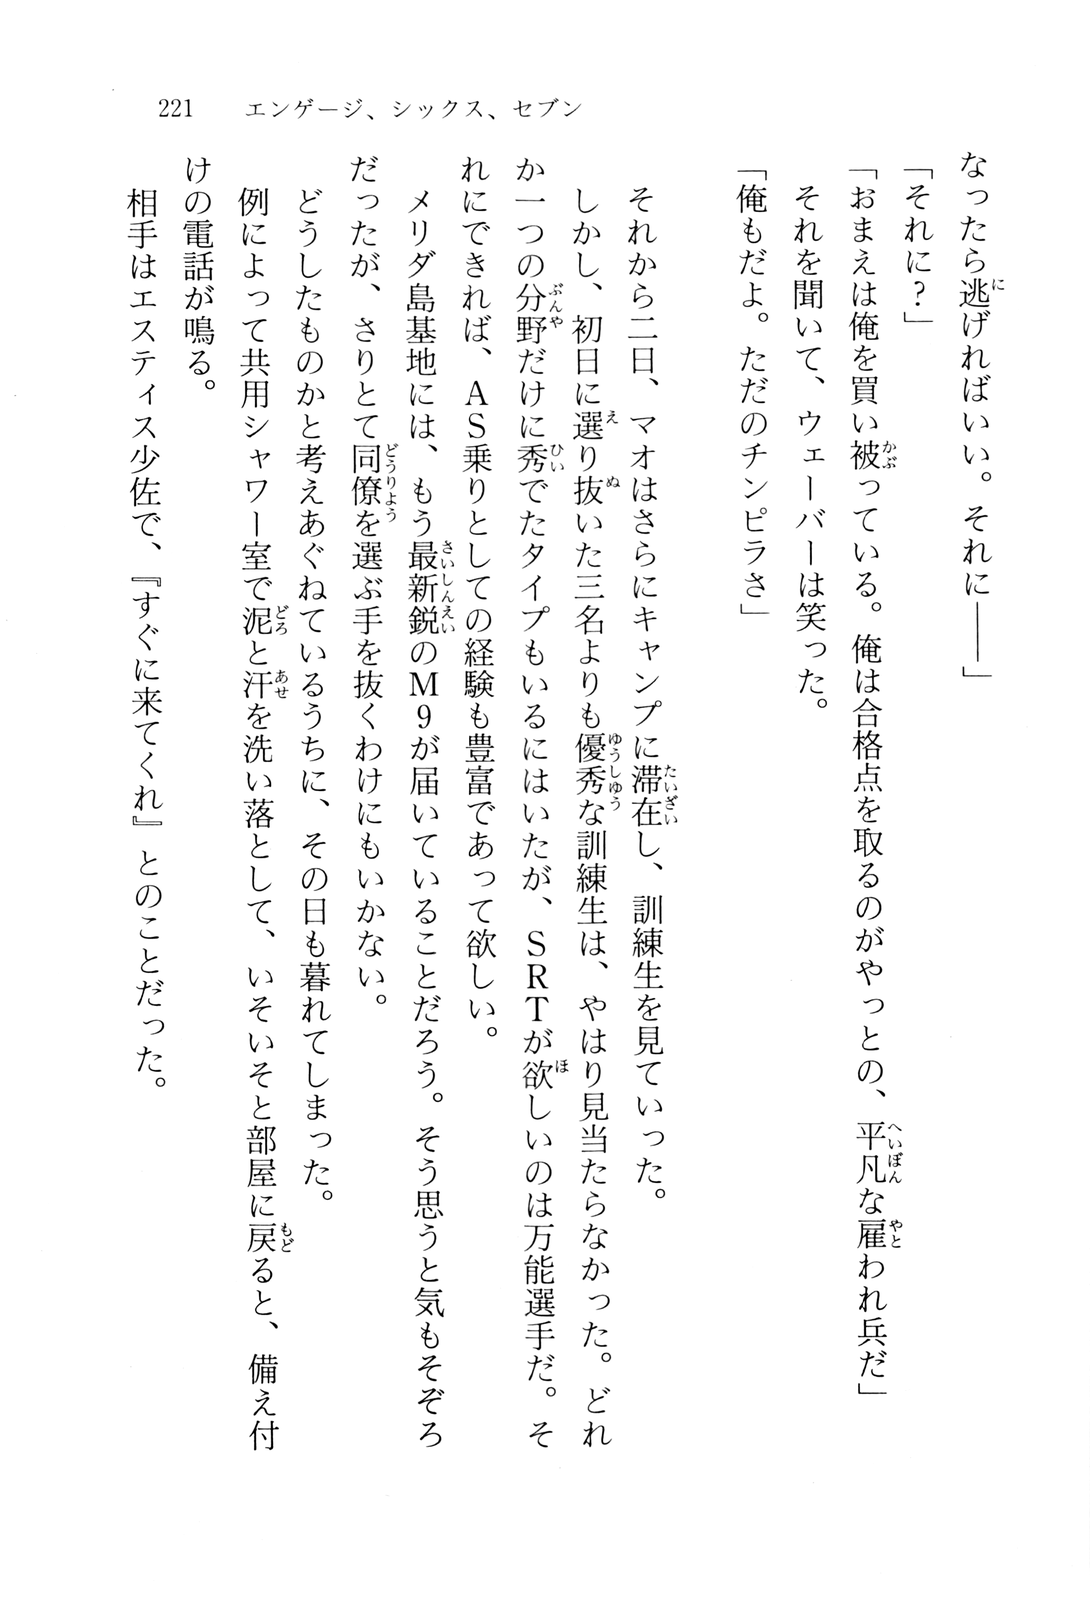 221 エンゲージ、シックス、セブン
なったら逃げればいい。それに――」
「それに？」
「おまえは俺を買い被っている。俺は合格点を取るのがやっとの、平凡な雇われ兵だ」
それを聞いて、ウェーバーは笑った。
「俺もだよ。ただのチンピラさ」
それから二日、マオはさらにキャンプに滞在し、訓練生を見ていった。
しかし、初日に選り抜いた三名よりも優秀な訓練生は、やはり見当たらなかった。どれ
か一つの分野だけに秀でたタイプもいるにはいたが、ＳＲＴが欲しいのは万能選手だ。そ
れにできれば、ＡＳ乗りとしての経験も豊富であって欲しい。
メリダ島基地には、もう最新鋭のＭ９が届いていることだろう。そう思うと気もそぞろ
だったが、さりとて同僚を選ぶ手を抜くわけにもいかない。
どうしたものかと考えあぐねているうちに、その日も暮れてしまった。
例によって共用シャワー室で泥と汗を洗い落として、いそいそと部屋に戻ると、備え付
けの電話が鳴る。
相手はエスティス少佐で、『すぐに来てくれ』とのことだった。